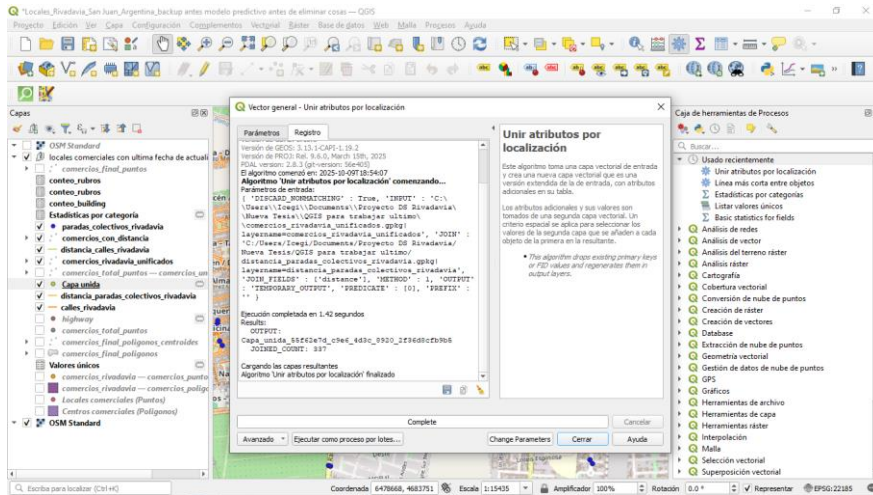 *Locales_Rivadavia_San Juan_Argentina_backup antes modelo predictivo antes de eliminar cosas — QGIS
Proyecto Edición Ver Capa Configuración Complementos Vectorial Ráster Base de datos Web Malla Procesos Ayuda
Capas
OSM Standard
locales comerciales con ultima fecha de actuali
comercios_final_puntos
conteo_rubros
conteo_rubros
conteo_building
Estadísticas por categoría
paradas_colectivos_rivadavia
comercios_con_distancia
distancia_calles_rivadavia
comercios_rivadavia_unificados
comercios_total_puntos — comercios_un
Capa unida
distancia_paradas_colectivos_rivadavia
calles_rivadavia
highway
comercios_total_puntos
comercios_final_poligonos_centroides
comercios_final_poligonos
Valores únicos
comercios_rivadavia — comercios_punto
comercios_rivadavia — comercios_polígo
Locales comerciales (Puntos)
Centros comerciales (Polígonos)
OSM Standard
Vector general - Unir atributos por localización
Parámetros
Registro
Versión de GEOS: 3.13.1-CAPI-1.19.2
Versión de PROJ: Rel. 9.6.0, March 15th, 2025
PDAL version: 2.8.3 (git-version: 56e405)
El algoritmo comenzó en: 2025-10-09T18:54:07
Algoritmo 'Unir atributos por localización' comenzando…
Parámetros de entrada:
{ 'DISCARD_NONMATCHING' : True, 'INPUT' : 'C:\
\Users\\Icegi\\Documents\\Proyecto DS Rivadavia\
\Nueva Tesis\\QGIS para trabajar ultimo\
\comercios_rivadavia_unificados.gpkg|
layername=comercios_rivadavia_unificados', 'JOIN' :
'C:/Users/Icegi/Documents/Proyecto DS Rivadavia/
Nueva Tesis/QGIS para trabajar ultimo/
distancia_paradas_colectivos_rivadavia.gpkg|
layername=distancia_paradas_colectivos_rivadavia',
'JOIN_FIELDS' : ['distance'], 'METHOD' : 1, 'OUTPUT'
: 'TEMPORARY_OUTPUT', 'PREDICATE' : [0], 'PREFIX' :
'' }
Ejecución completada en 1.42 segundos
Results:
OUTPUT:
Capa_unida_55f62e7d_c9e6_4d3c_8920_2f36d8cfb9b5
JOINED_COUNT: 337
Cargando las capas resultantes
Algoritmo 'Unir atributos por localización' finalizado
Unir atributos por localización
Este algoritmo toma una capa vectorial de entrada
y crea una nueva capa vectorial que es una
versión extendida de la de entrada, con atributos
adicionales en su tabla.
Los atributos adicionales y sus valores son
tomados de una segunda capa vectorial. Un
criterio espacial se aplica para seleccionar los
valores de la segunda capa que se añaden a cada
objeto de la primera en la resultante.
This algorithm drops existing primary keys
or FID values and regenerates them in
output layers.
Complete
Cancelar
Avanzado
Ejecutar como proceso por lotes…
Change Parameters
Cerrar
Ayuda
Caja de herramientas de Procesos
Buscar…
Usado recientemente
Unir atributos por localización
Línea más corta entre objetos
Estadísticas por categorías
Listar valores únicos
Basic statistics for fields
Análisis de redes
Análisis de vector
Análisis del terreno ráster
Análisis ráster
Cartografía
Cobertura vectorial
Conversión de nube de puntos
Creación de ráster
Creación de vectores
Database
Extracción de nube de puntos
Geometría vectorial
Gestión de datos de nube de puntos
GPS
Gráficos
Herramientas de archivo
Herramientas de capa
Herramientas ráster
Interpolación
Malla
Selección vectorial
Superposición vectorial
Escriba para localizar (Ctrl+K)
Coordenada 6478668, 4683751
Escala 1:15435
Amplificador 100%
Rotación 0.0 °
Representar
EPSG:22185